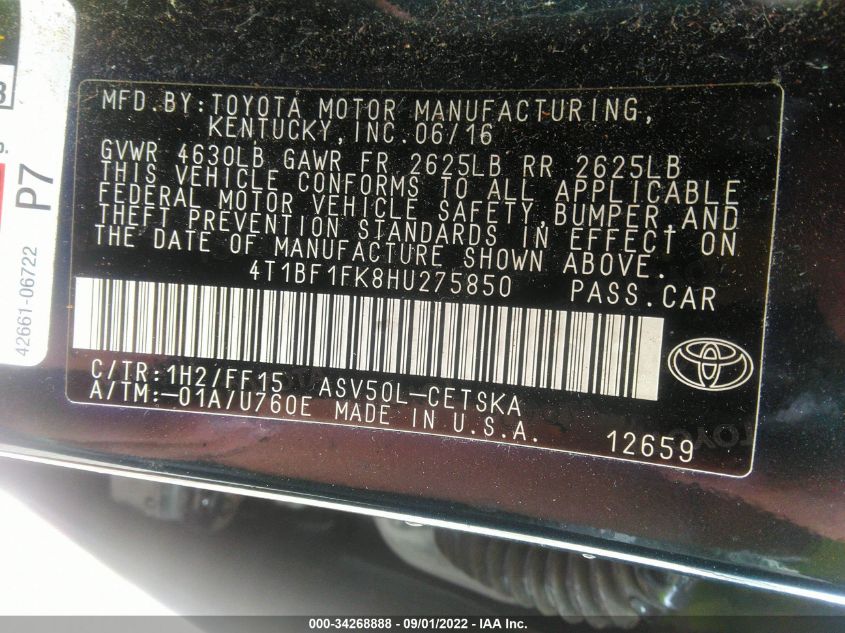 MFD. BY: TOYOTA MOTOR MANUFACTURING,
KENTUCKY, INC. 06/16
GVWR 4630LB GAWR FR 2625LB RR 2625LB
THIS VEHICLE CONFORMS TO ALL APPLICABLE
FEDERAL MOTOR VEHICLE SAFETY, BUMPER, AND
THEFT PREVENTION STANDARDS IN EFFECT ON
THE DATE OF MANUFACTURE SHOWN ABOVE.
4T1BF1FK8HU275850 PASS. CAR
C/TR: 1H2/FF15 ASV50L-CETSKA
A/TM: -01A/U760E MADE IN U.S.A.
12659
P7
42661-06722
000-34268888 - 09/01/2022 - IAA Inc.